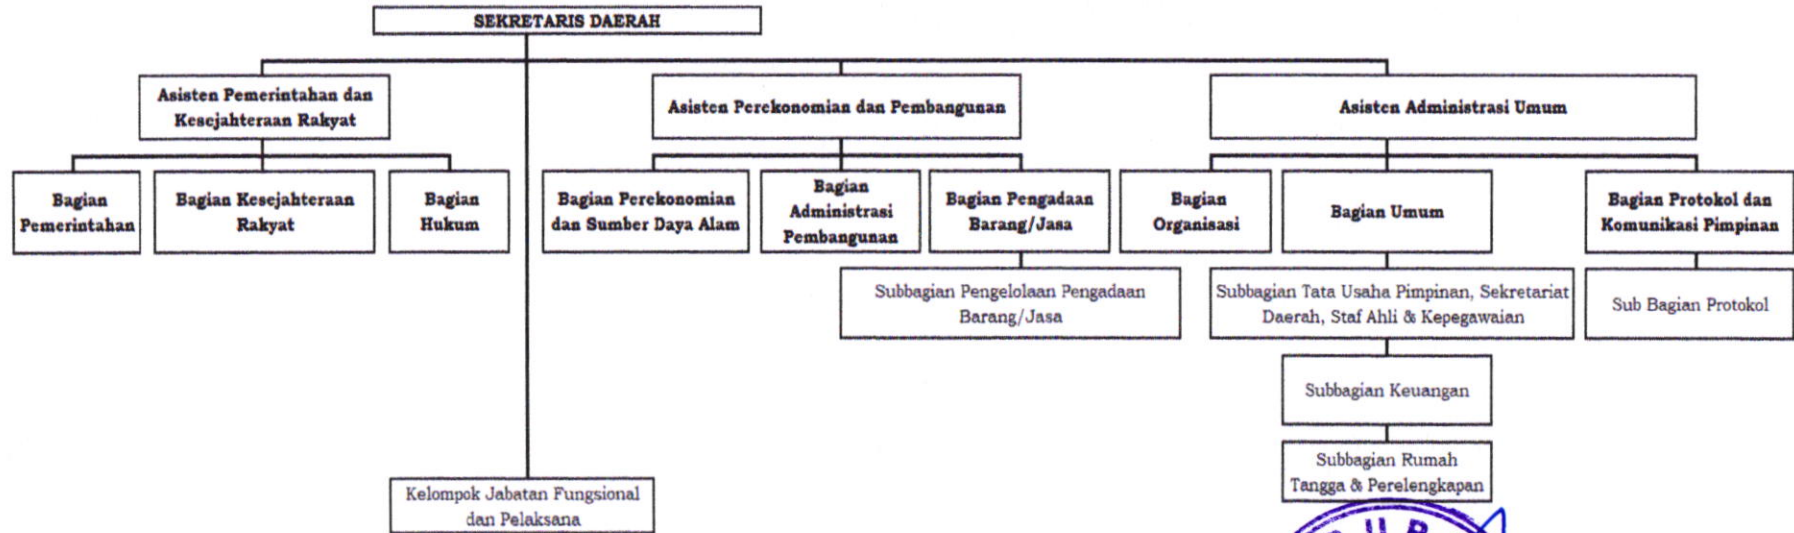 SEKRETARIS DAERAH
Asisten Pemerintahan dan
Kesejahteraan Rakyat
Asisten Perekonomian dan Pembangunan
Asisten Administrasi Umum
Bagian
Pemerintahan
Bagian Kesejahteraan
Rakyat
Bagian
Hukum
Bagian Perekonomian
dan Sumber Daya Alam
Bagian
Administrasi
Pembangunan
Bagian Pengadaan
Barang/Jasa
Bagian
Organisasi
Bagian Umum
Bagian Protokol dan
Komunikasi Pimpinan
Subbagian Pengelolaan Pengadaan
Barang/Jasa
Subbagian Tata Usaha Pimpinan, Sekretariat
Daerah, Staf Ahli & Kepegawaian
Sub Bagian Protokol
Subbagian Keuangan
Subbagian Rumah
Tangga & Perelengkapan
Kelompok Jabatan Fungsional
dan Pelaksana